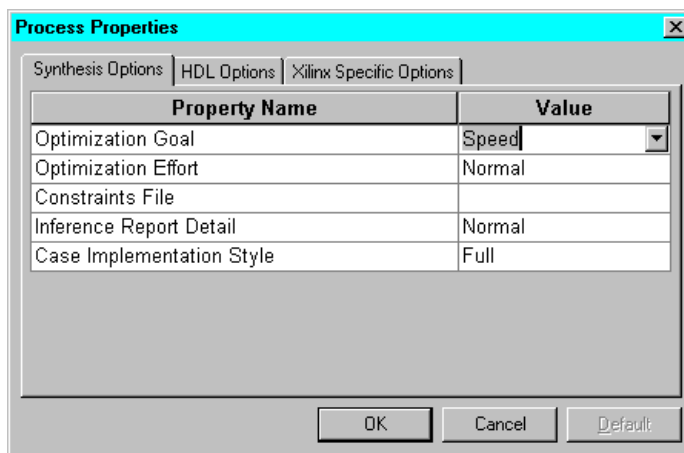 Process Properties
Synthesis Options HDL Options Xilinx Specific Options
Property Name Value
Optimization Goal Speed
Optimization Effort Normal
Constraints File
Inference Report Detail Normal
Case Implementation Style Full
OK Cancel Default